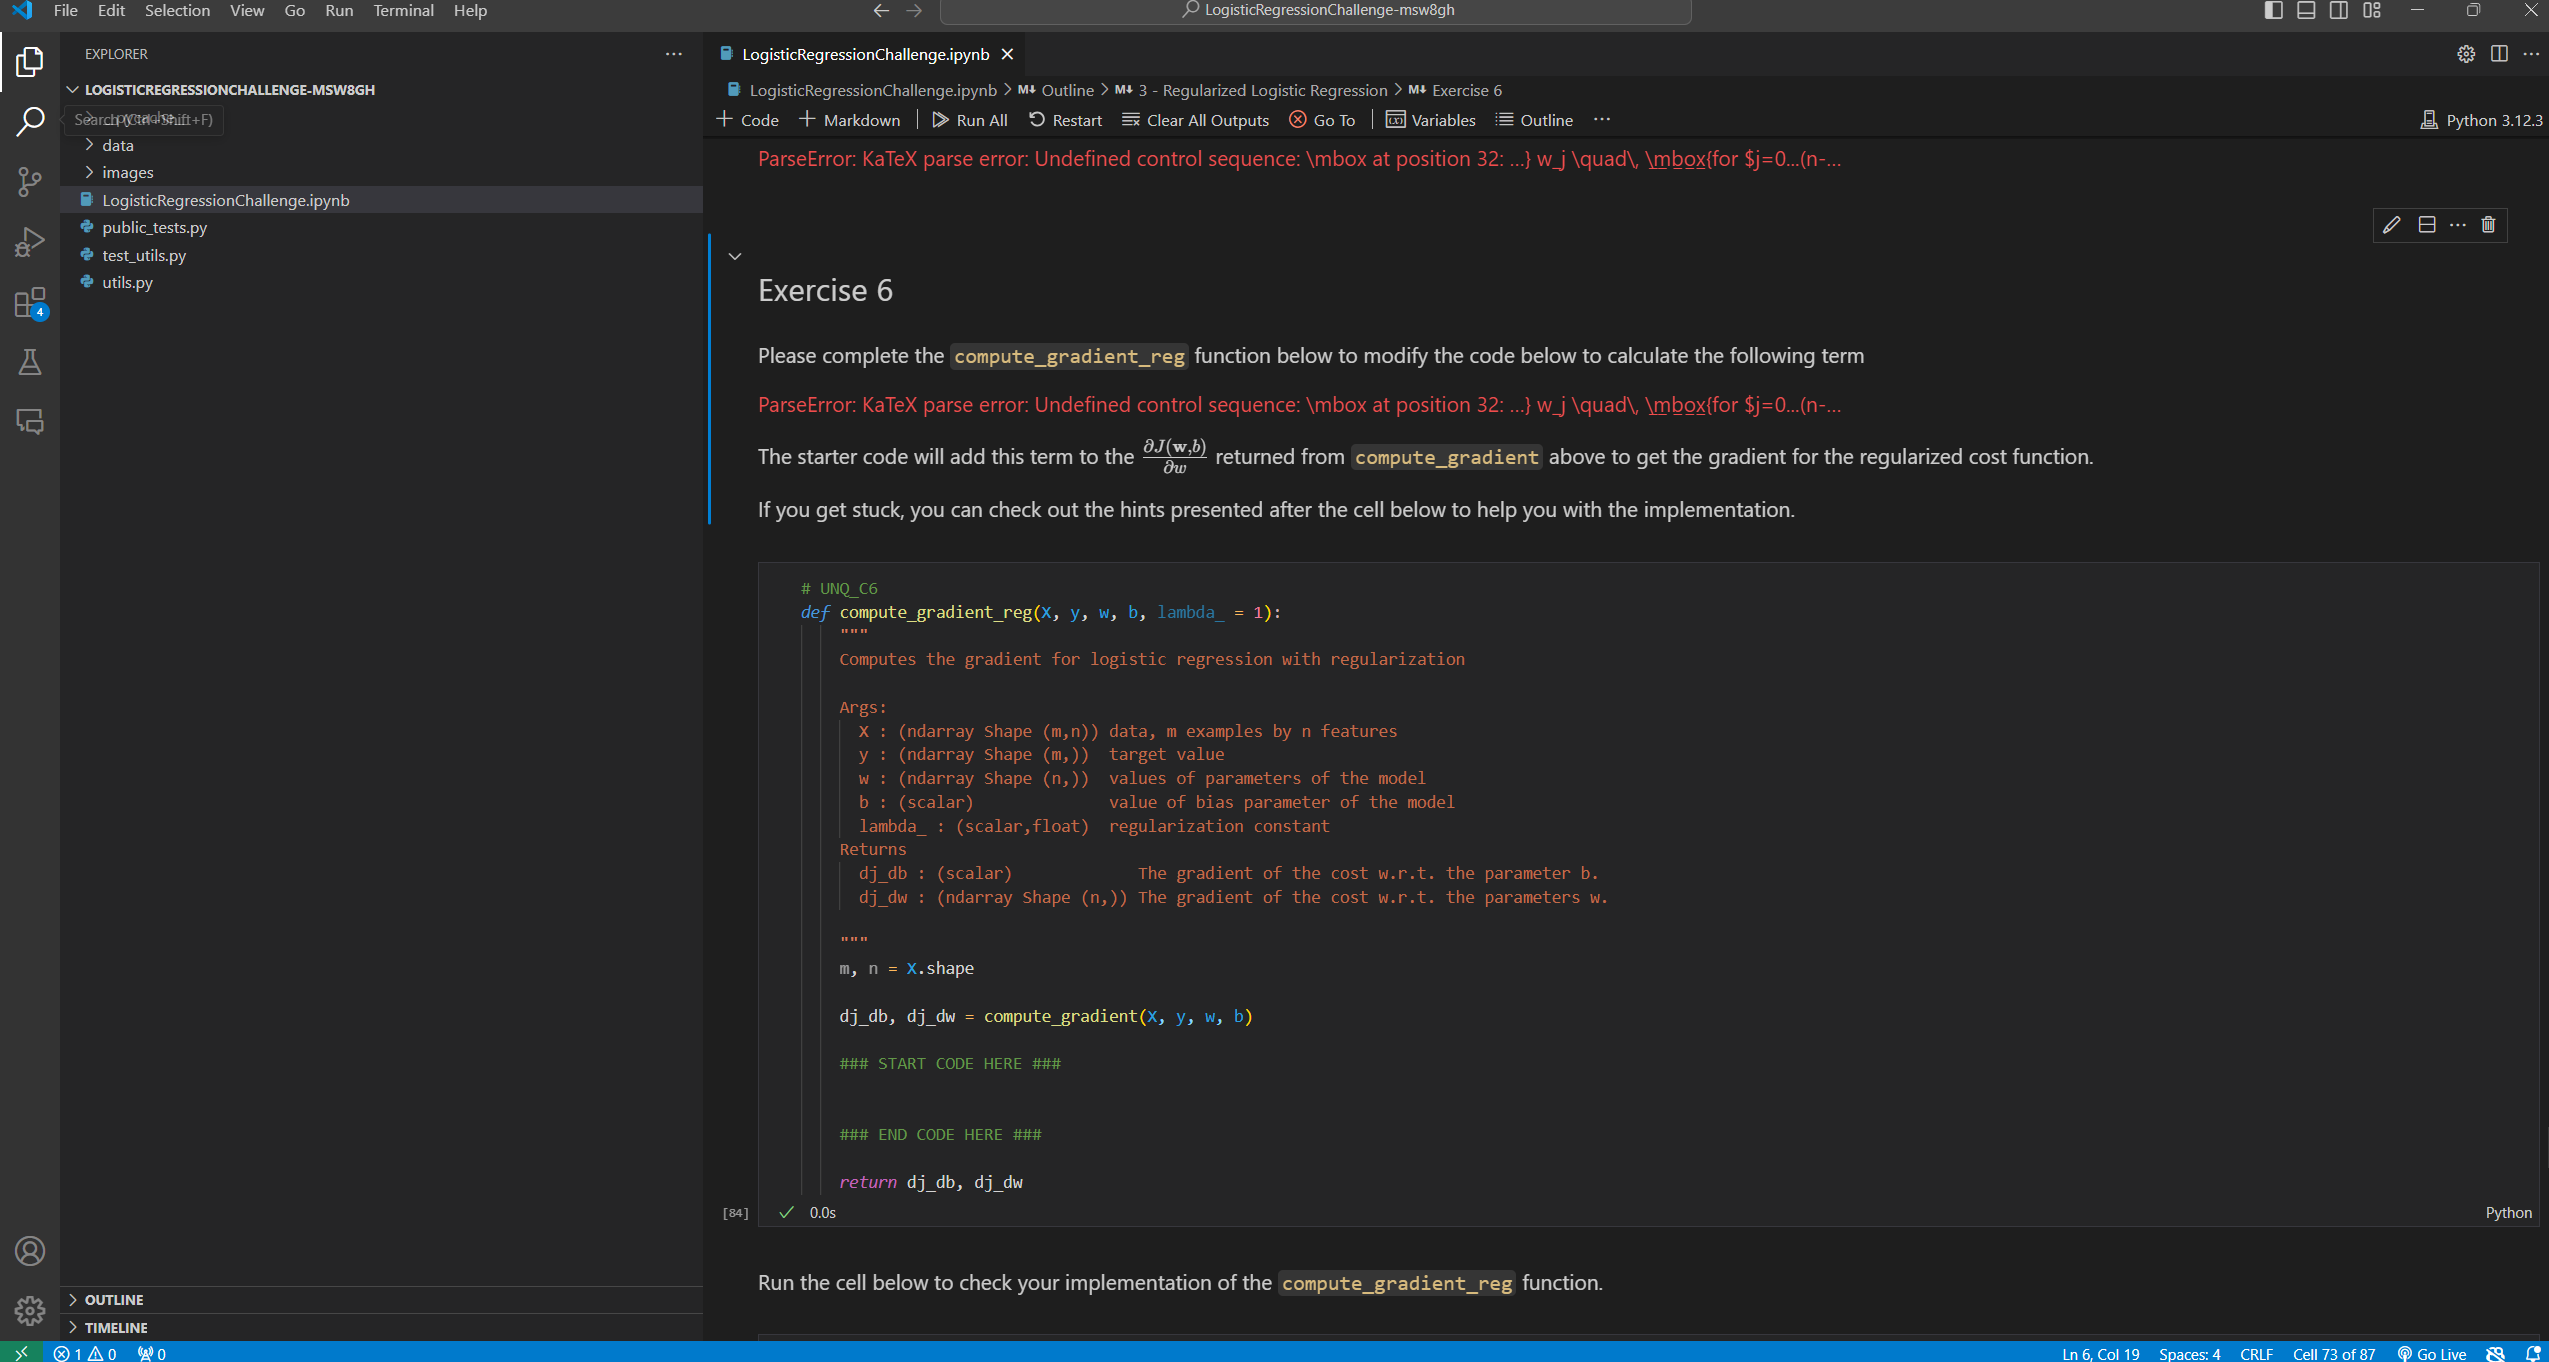 File Edit Selection View Go Run Terminal Help
LogisticRegressionChallenge-msw8gh
EXPLORER
LOGISTICREGRESSIONCHALLENGE-MSW8GH
Search (Ctrl+Shift+F)
data
images
LogisticRegressionChallenge.ipynb
public_tests.py
test_utils.py
utils.py
4
OUTLINE
TIMELINE
LogisticRegressionChallenge.ipynb
LogisticRegressionChallenge.ipynb > M↓ Outline > M↓ 3 - Regularized Logistic Regression > M↓ Exercise 6
+ Code + Markdown Run All Restart Clear All Outputs Go To Variables Outline ... Python 3.12.3
ParseError: KaTeX parse error: Undefined control sequence: \mbox at position 32: …} w_j \quad\, \mbox{for $j=0...(n-…
Exercise 6
Please complete the compute_gradient_reg function below to modify the code below to calculate the following term
ParseError: KaTeX parse error: Undefined control sequence: \mbox at position 32: …} w_j \quad\, \mbox{for $j=0...(n-…
The starter code will add this term to the ∂J(w,b)/∂w returned from compute_gradient above to get the gradient for the regularized cost function.
If you get stuck, you can check out the hints presented after the cell below to help you with the implementation.
# UNQ_C6
def compute_gradient_reg(X, y, w, b, lambda_ = 1):
"""
Computes the gradient for logistic regression with regularization
Args:
X : (ndarray Shape (m,n)) data, m examples by n features
y : (ndarray Shape (m,)) target value
w : (ndarray Shape (n,)) values of parameters of the model
b : (scalar) value of bias parameter of the model
lambda_ : (scalar,float) regularization constant
Returns
dj_db : (scalar) The gradient of the cost w.r.t. the parameter b.
dj_dw : (ndarray Shape (n,)) The gradient of the cost w.r.t. the parameters w.
"""
m, n = X.shape
dj_db, dj_dw = compute_gradient(X, y, w, b)
### START CODE HERE ###
### END CODE HERE ###
return dj_db, dj_dw
[84] ✓ 0.0s Python
Run the cell below to check your implementation of the compute_gradient_reg function.
1 0 0 Ln 6, Col 19 Spaces: 4 CRLF Cell 73 of 87 Go Live